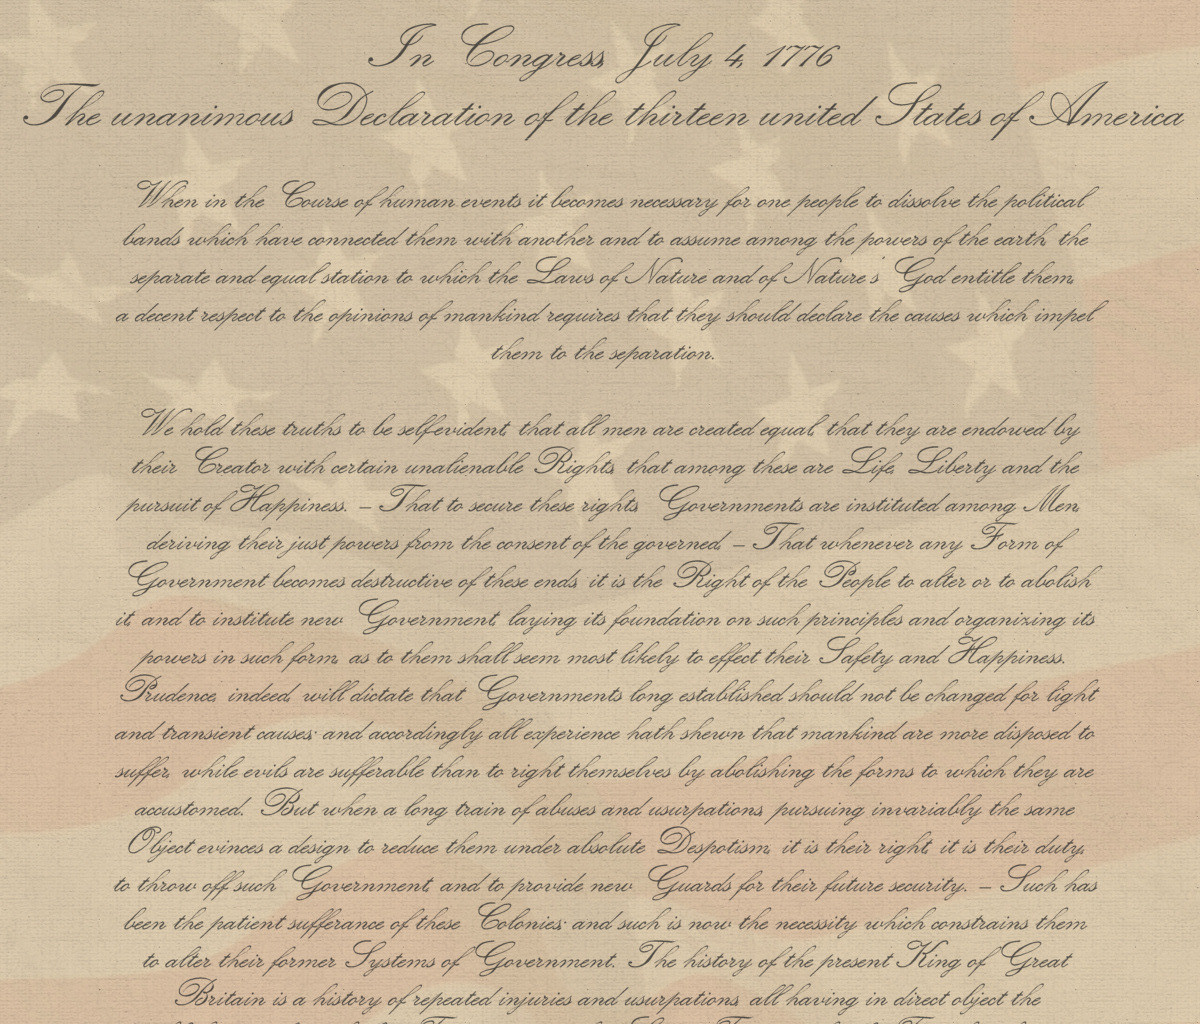 In Congress, July 4, 1776
The unanimous Declaration of the thirteen united States of America
When in the Course of human events it becomes necessary for one people to dissolve the political
bands which have connected them with another and to assume among the powers of the earth, the
separate and equal station to which the Laws of Nature and of Nature's God entitle them,
a decent respect to the opinions of mankind requires that they should declare the causes which impel
them to the separation.
We hold these truths to be selfevident, that all men are created equal, that they are endowed by
their Creator with certain unalienable Rights, that among these are Life, Liberty and the
pursuit of Happiness. – That to secure these rights, Governments are instituted among Men,
deriving their just powers from the consent of the governed, – That whenever any Form of
Government becomes destructive of these ends, it is the Right of the People to alter or to abolish
it, and to institute new Government, laying its foundation on such principles and organizing its
powers in such form, as to them shall seem most likely to effect their Safety and Happiness.
Prudence, indeed, will dictate that Governments long established should not be changed for light
and transient causes; and accordingly all experience hath shewn that mankind are more disposed to
suffer, while evils are sufferable than to right themselves by abolishing the forms to which they are
accustomed. But when a long train of abuses and usurpations, pursuing invariably the same
Object evinces a design to reduce them under absolute Despotism, it is their right, it is their duty,
to throw off such Government, and to provide new Guards for their future security. – Such has
been the patient sufferance of these Colonies; and such is now the necessity which constrains them
to alter their former Systems of Government. The history of the present King of Great
Britain is a history of repeated injuries and usurpations, all having in direct object the